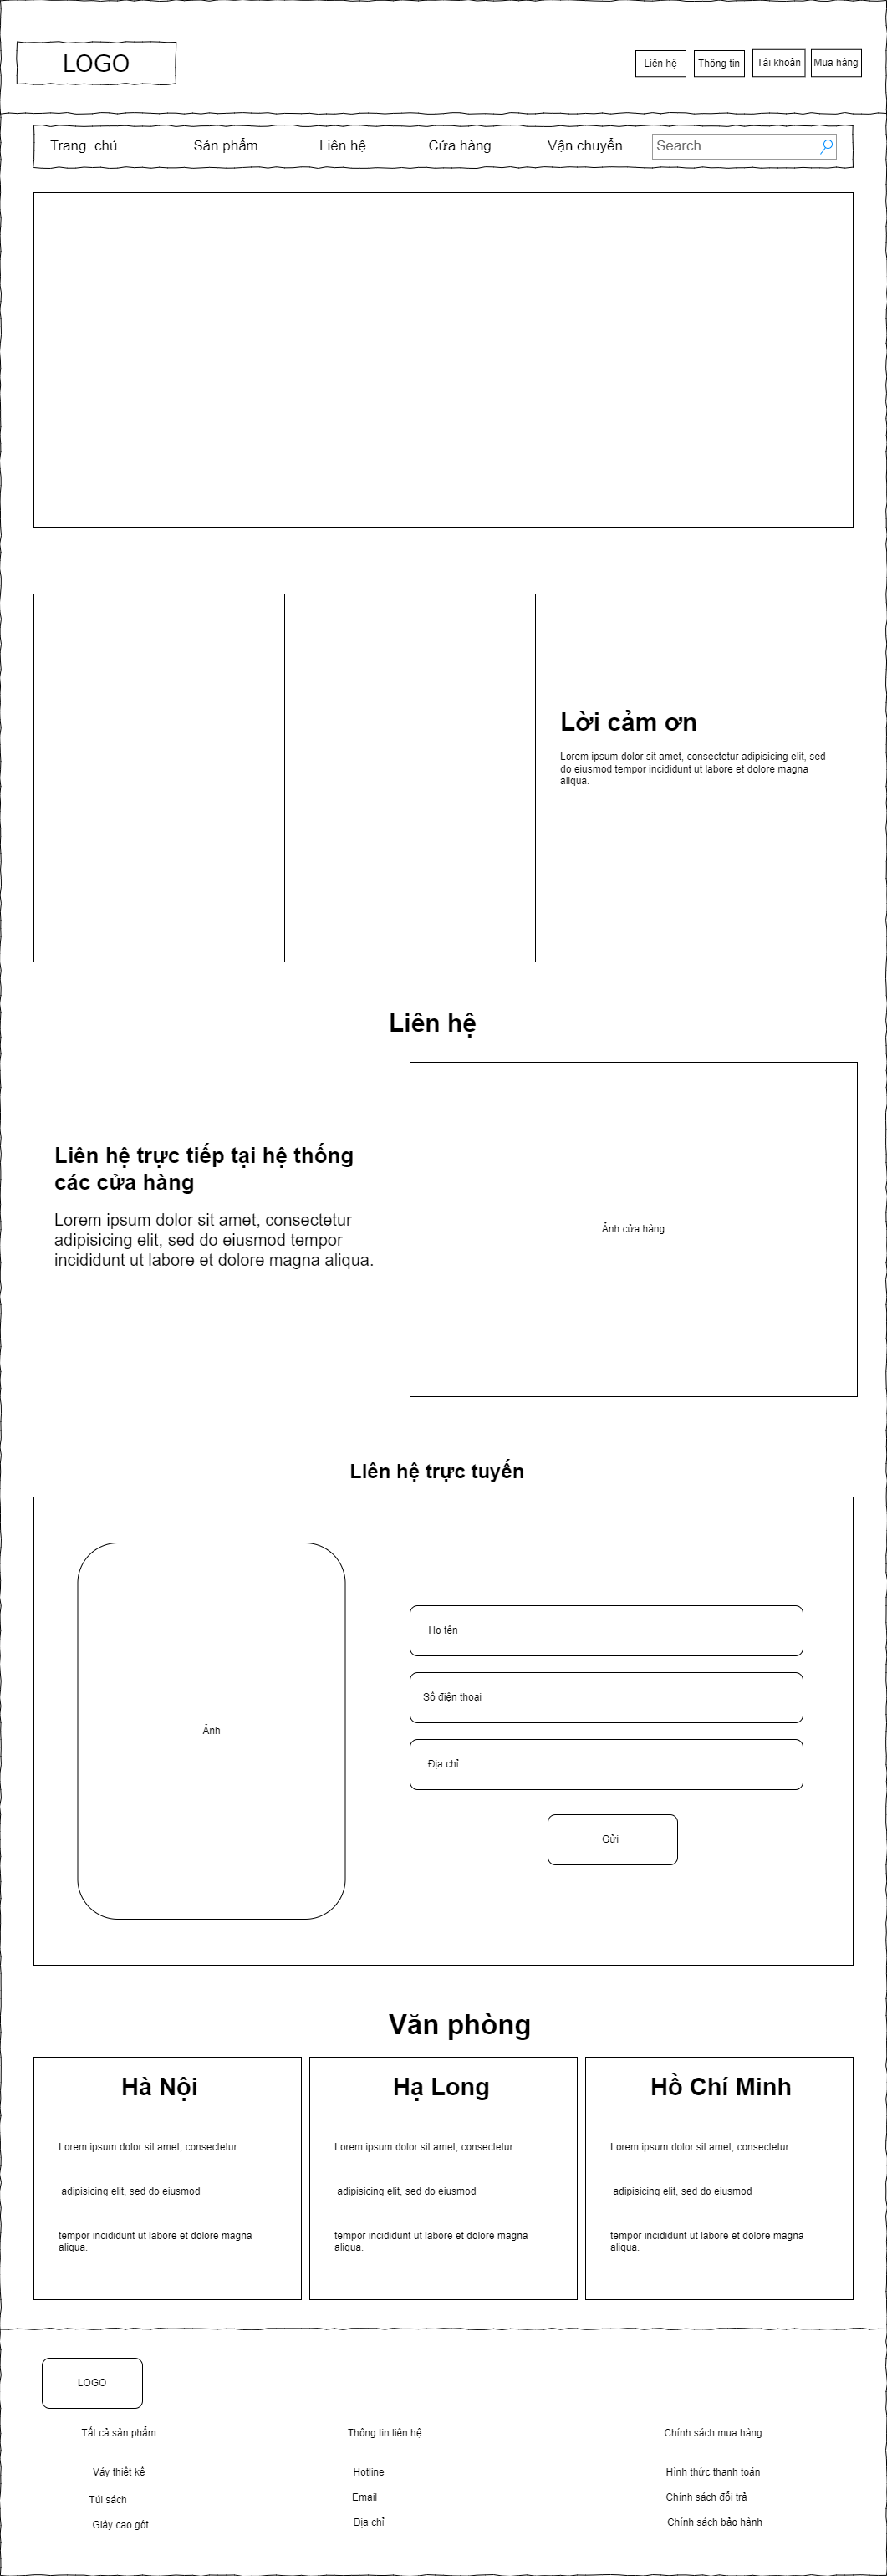 LOGO
Liên hệ
Thông tin
Tài khoản
Mua hàng
Trang chủ
Sản phẩm
Liên hệ
Cửa hàng
Vận chuyển
Search
Lời cảm ơn
Lorem ipsum dolor sit amet, consectetur adipisicing elit, sed
do eiusmod tempor incididunt ut labore et dolore magna
aliqua.
Liên hệ
Liên hệ trực tiếp tại hệ thống
các cửa hàng
Lorem ipsum dolor sit amet, consectetur
adipisicing elit, sed do eiusmod tempor
incididunt ut labore et dolore magna aliqua.
Ảnh cửa hàng
Liên hệ trực tuyến
Ảnh
Họ tên
Số điện thoại
Địa chỉ
Gửi
Văn phòng
Hà Nội
Lorem ipsum dolor sit amet, consectetur
adipisicing elit, sed do eiusmod
tempor incididunt ut labore et dolore magna
aliqua.
Hạ Long
Lorem ipsum dolor sit amet, consectetur
adipisicing elit, sed do eiusmod
tempor incididunt ut labore et dolore magna
aliqua.
Hồ Chí Minh
Lorem ipsum dolor sit amet, consectetur
adipisicing elit, sed do eiusmod
tempor incididunt ut labore et dolore magna
aliqua.
LOGO
Tất cả sản phẩm
Váy thiết kế
Túi sách
Giày cao gót
Thông tin liên hệ
Hotline
Email
Địa chỉ
Chính sách mua hàng
Hình thức thanh toán
Chính sách đổi trả
Chính sách bảo hành